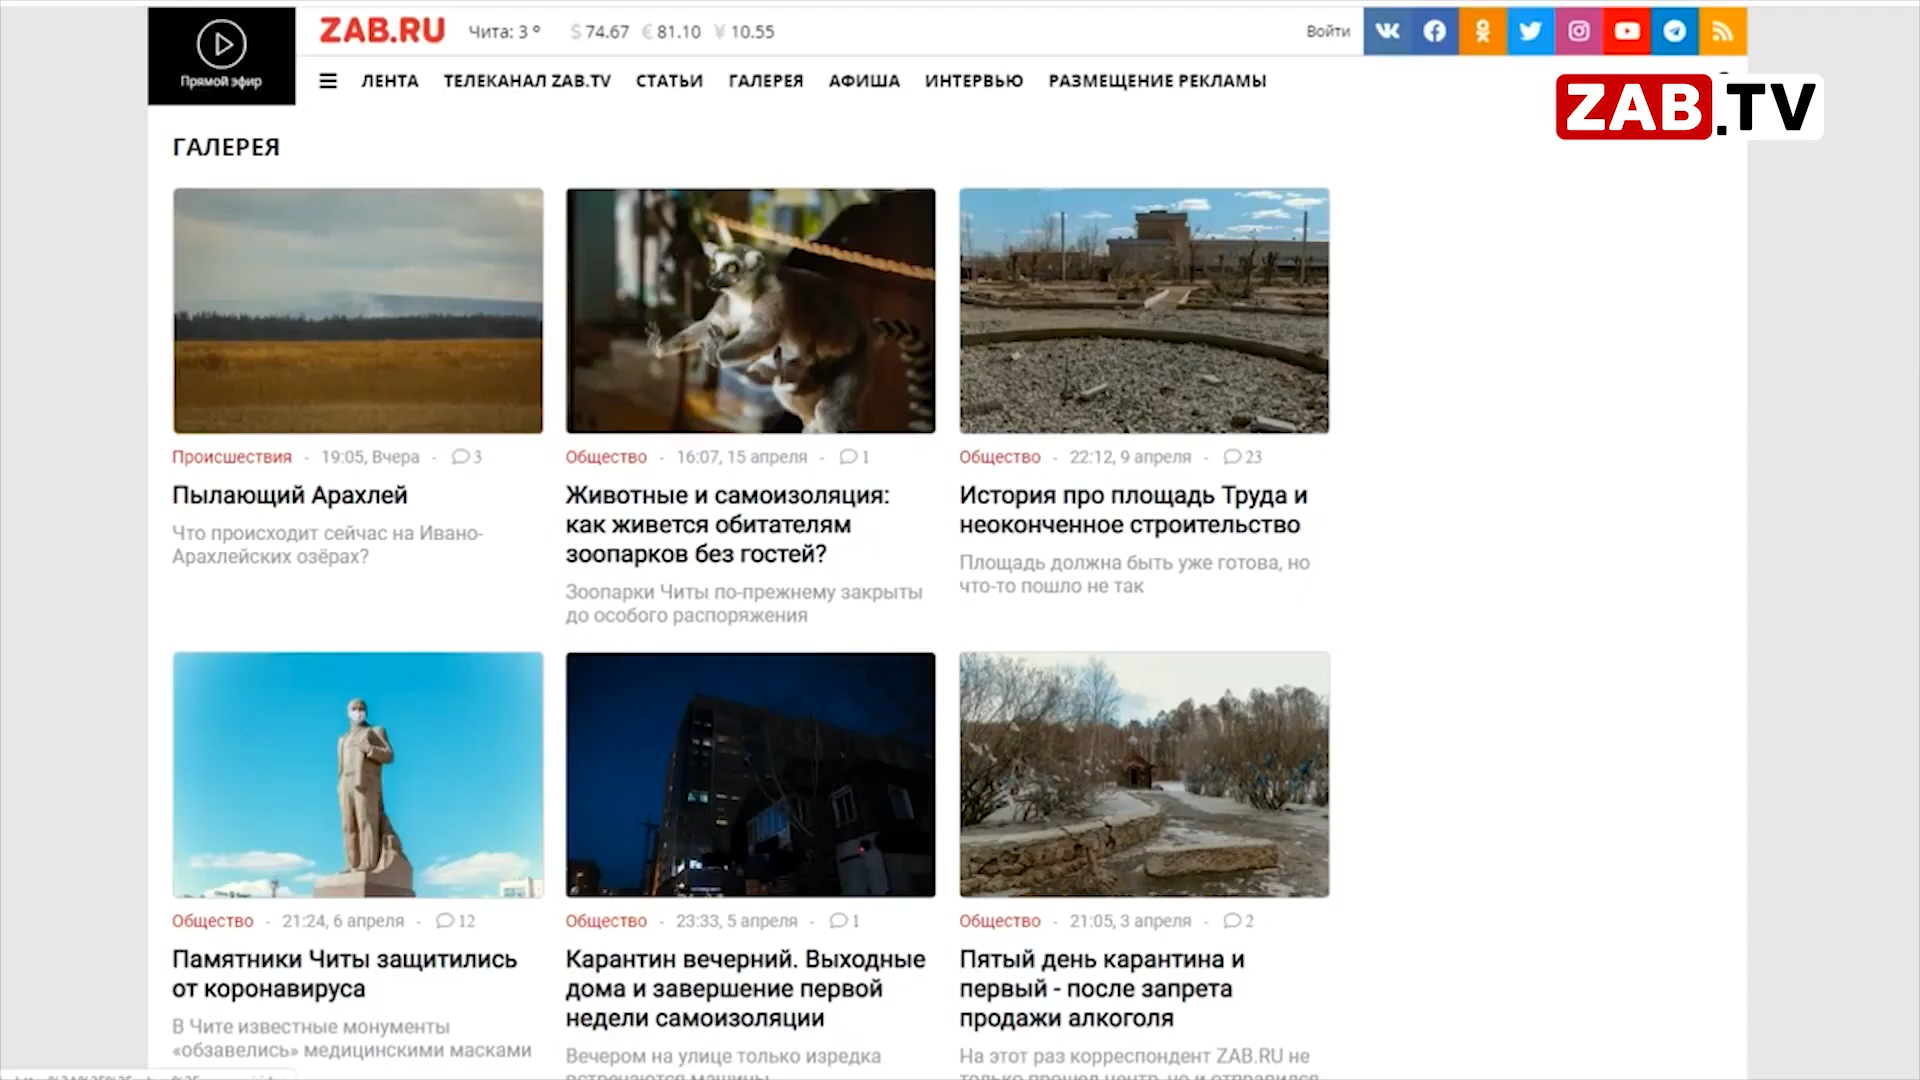 Прямой эфир
ZAB.RU
Чита: 3 °
$ 74.67 € 81.10 ¥ 10.55
Войти
ЛЕНТА ТЕЛЕКАНАЛ ZAB.TV СТАТЬИ ГАЛЕРЕЯ АФИША ИНТЕРВЬЮ РАЗМЕЩЕНИЕ РЕКЛАМЫ
ZAB.TV
ГАЛЕРЕЯ
Происшествия - 19:05, Вчера - 3
Пылающий Арахлей
Что происходит сейчас на Ивано-
Арахлейских озёрах?
Общество - 16:07, 15 апреля - 1
Животные и самоизоляция:
как живется обитателям
зоопарков без гостей?
Зоопарки Читы по-прежнему закрыты
до особого распоряжения
Общество - 22:12, 9 апреля - 23
История про площадь Труда и
неоконченное строительство
Площадь должна быть уже готова, но
что-то пошло не так
Общество - 21:24, 6 апреля - 12
Памятники Читы защитились
от коронавируса
В Чите известные монументы
«обзавелись» медицинскими масками
Общество - 23:33, 5 апреля - 1
Карантин вечерний. Выходные
дома и завершение первой
недели самоизоляции
Вечером на улице только изредка
встречаются машины
Общество - 21:05, 3 апреля - 2
Пятый день карантина и
первый - после запрета
продажи алкоголя
На этот раз корреспондент ZAB.RU не
только прошел центр, но и отправился